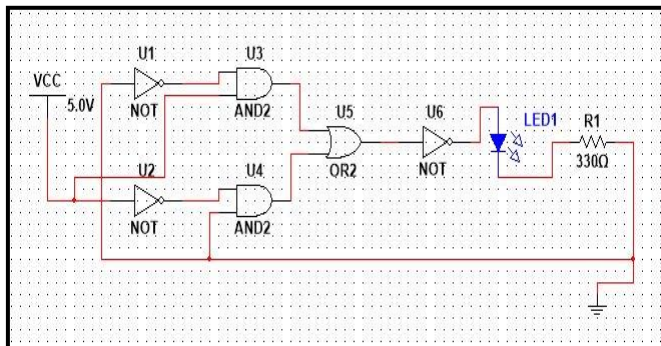 U1
U3
VCC
5.0V
NOT
AND2
U5
U6
LED1
R1
OR2
NOT
330Ω
U2
U4
NOT
AND2